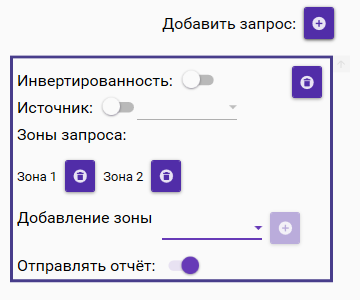 Добавить запрос:
Инвертированность:
Источник:
Зоны запроса:
Зона 1 Зона 2
Добавление зоны
Отправлять отчёт: